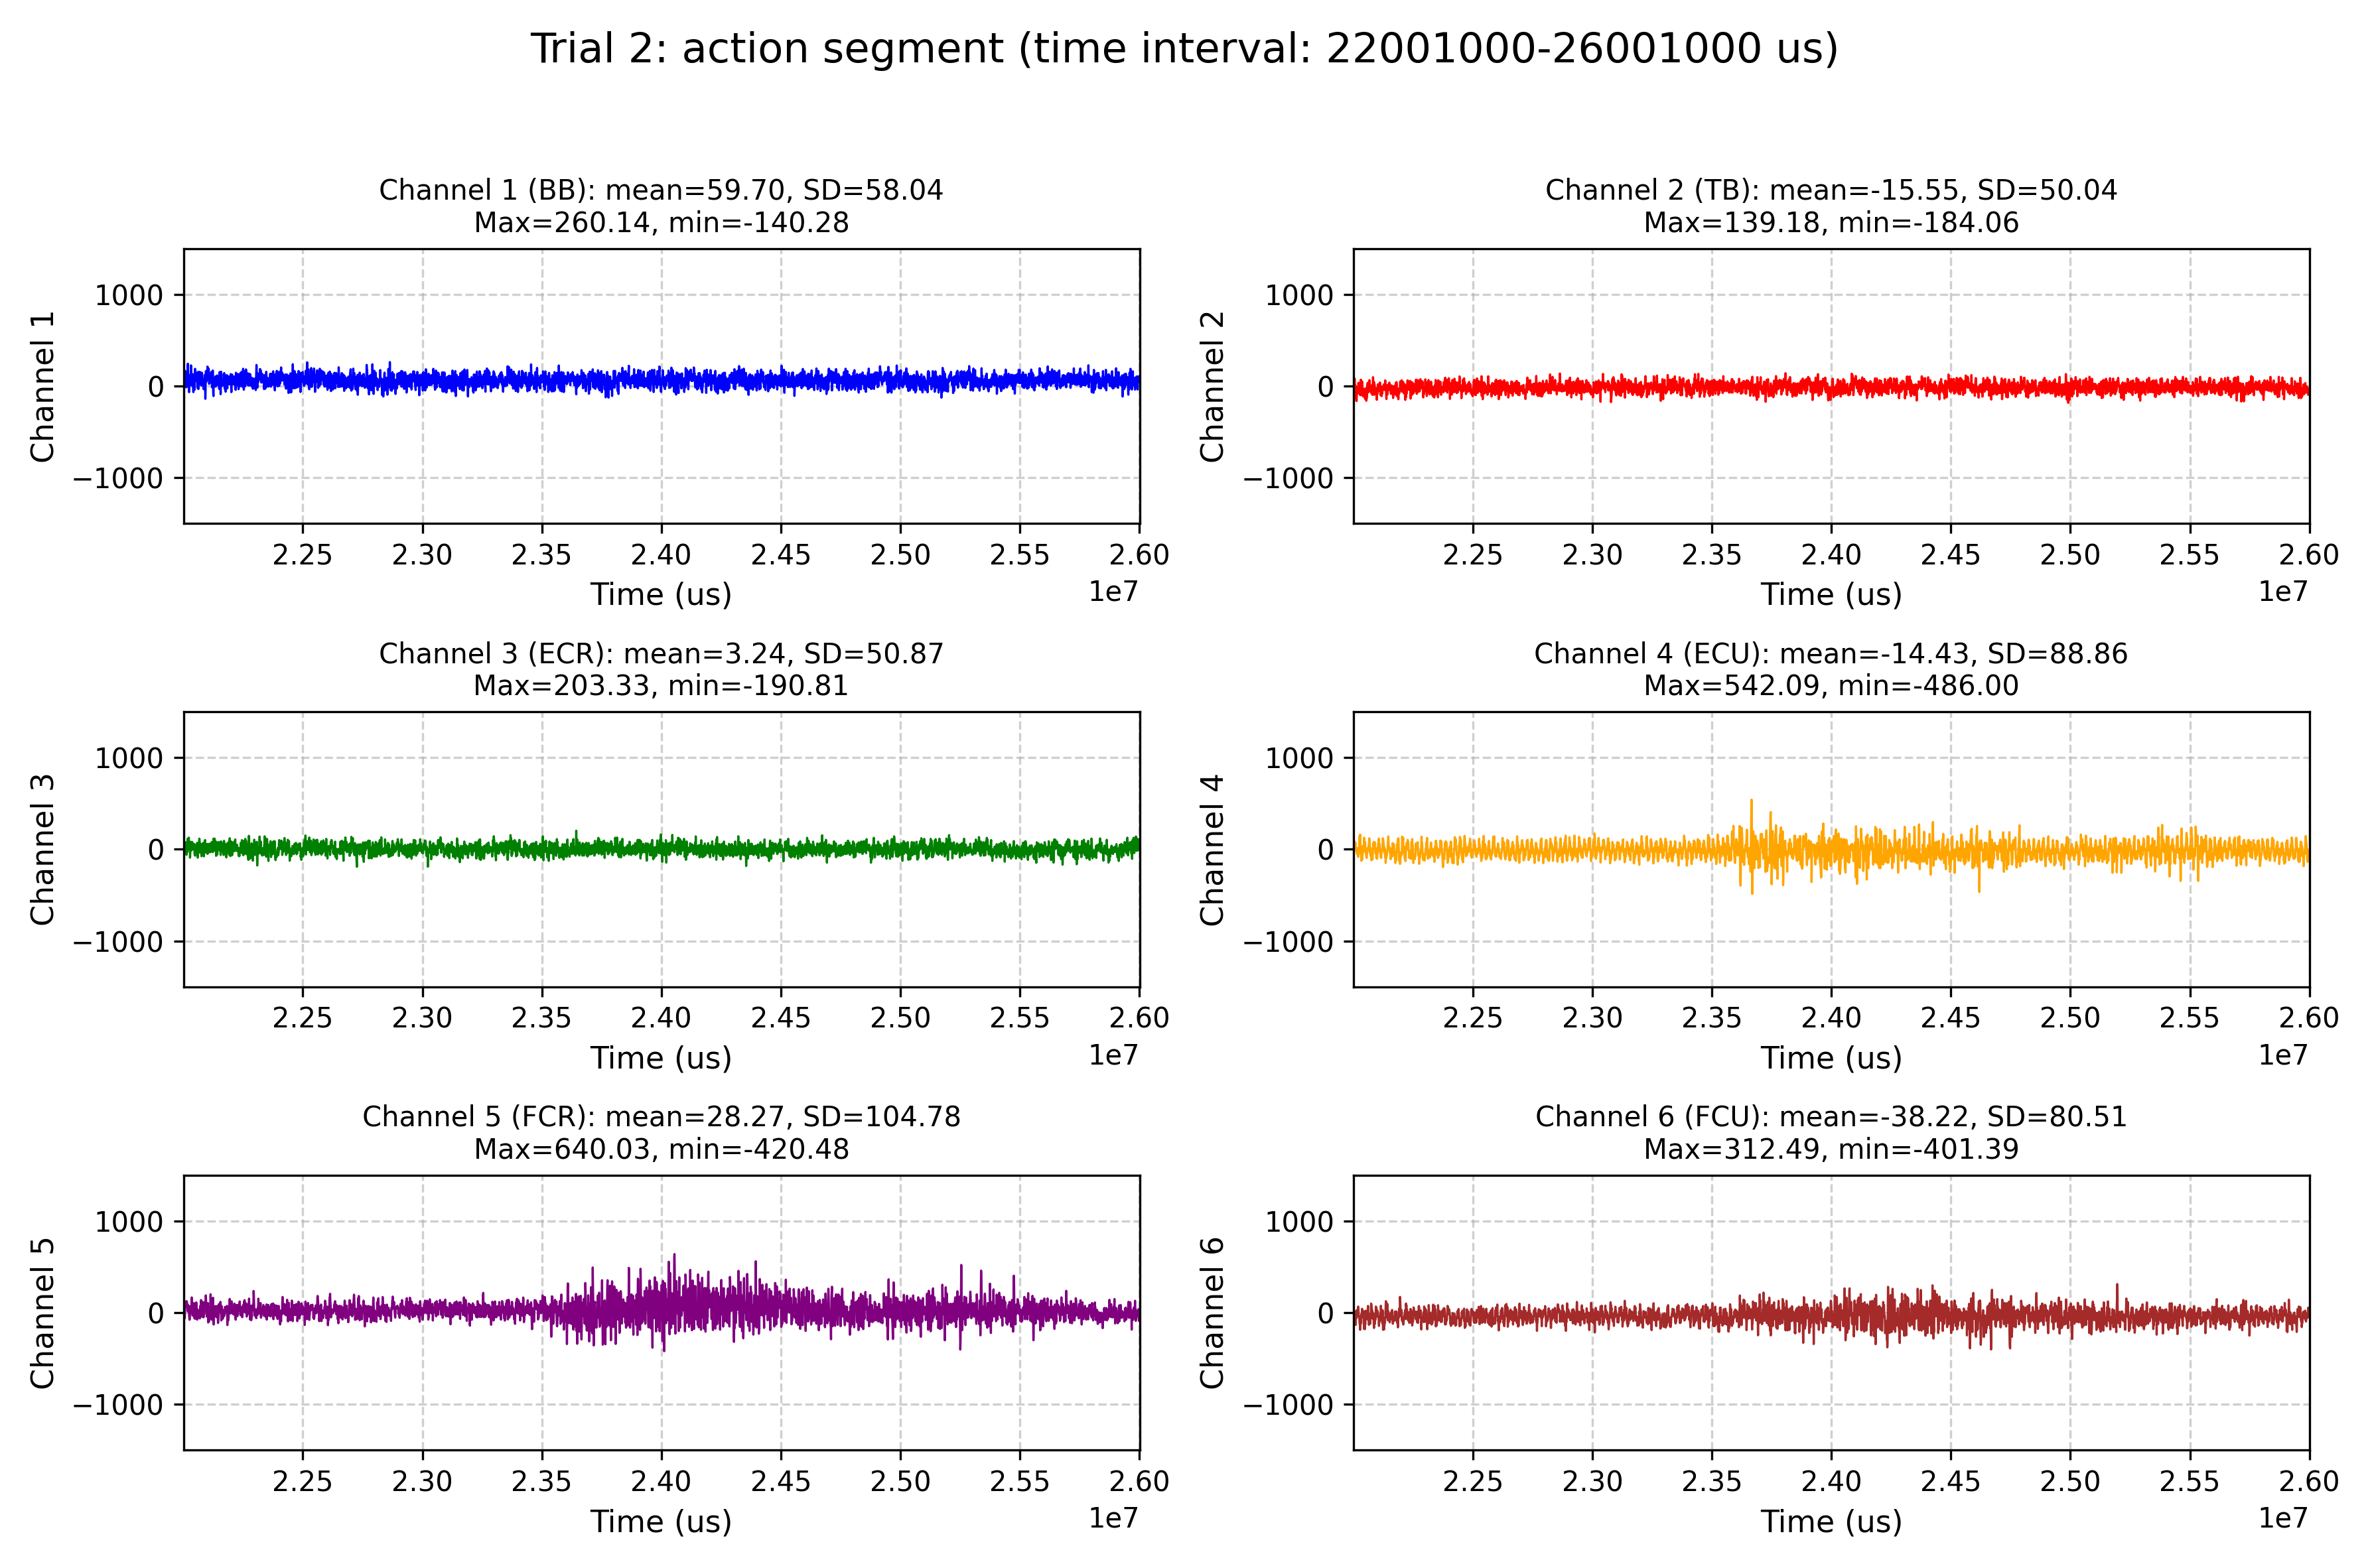 Trial 2: action segment (time interval: 22001000-26001000 us)
Channel 1 (BB): mean=59.70, SD=58.04
Max=260.14, min=-140.28
Channel 1
1000
0
−1000
2.25 2.30 2.35 2.40 2.45 2.50 2.55 2.60
Time (us)
1e7
Channel 2 (TB): mean=-15.55, SD=50.04
Max=139.18, min=-184.06
Channel 2
1000
0
−1000
2.25 2.30 2.35 2.40 2.45 2.50 2.55 2.60
Time (us)
1e7
Channel 3 (ECR): mean=3.24, SD=50.87
Max=203.33, min=-190.81
Channel 3
1000
0
−1000
2.25 2.30 2.35 2.40 2.45 2.50 2.55 2.60
Time (us)
1e7
Channel 4 (ECU): mean=-14.43, SD=88.86
Max=542.09, min=-486.00
Channel 4
1000
0
−1000
2.25 2.30 2.35 2.40 2.45 2.50 2.55 2.60
Time (us)
1e7
Channel 5 (FCR): mean=28.27, SD=104.78
Max=640.03, min=-420.48
Channel 5
1000
0
−1000
2.25 2.30 2.35 2.40 2.45 2.50 2.55 2.60
Time (us)
1e7
Channel 6 (FCU): mean=-38.22, SD=80.51
Max=312.49, min=-401.39
Channel 6
1000
0
−1000
2.25 2.30 2.35 2.40 2.45 2.50 2.55 2.60
Time (us)
1e7